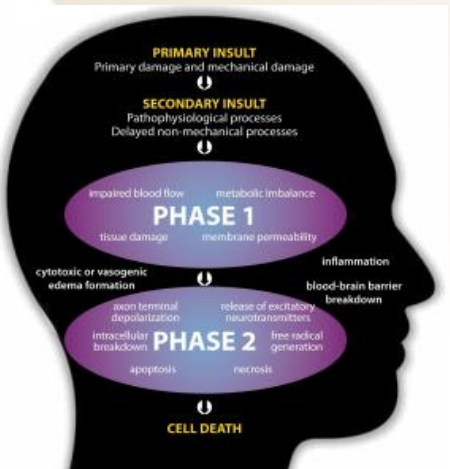 PRIMARY INSULT
Primary damage and mechanical damage
SECONDARY INSULT
Pathophysiological processes
Delayed non-mechanical processes
impaired blood flow
metabolic imbalance
PHASE 1
tissue damage
membrane permeability
inflammation
cytotoxic or vasogenic
edema formation
blood-brain barrier
breakdown
axon terminal
depolarization
release of excitatory
neurotransmitters
intracellular
breakdown
PHASE 2
free radical
generation
apoptosis
necrosis
CELL DEATH